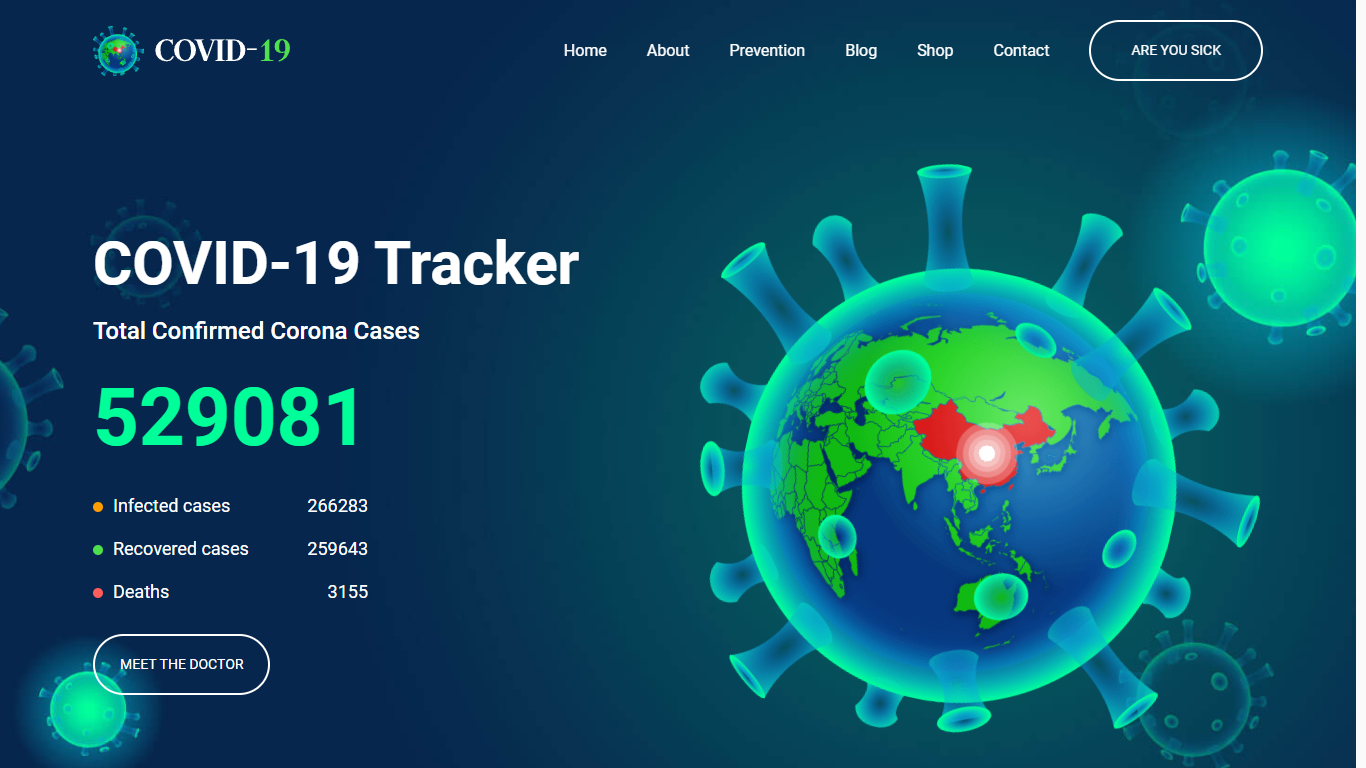 COVID-19
Home About Prevention Blog Shop Contact ARE YOU SICK
COVID-19 Tracker
Total Confirmed Corona Cases
529081
Infected cases 266283
Recovered cases 259643
Deaths 3155
MEET THE DOCTOR